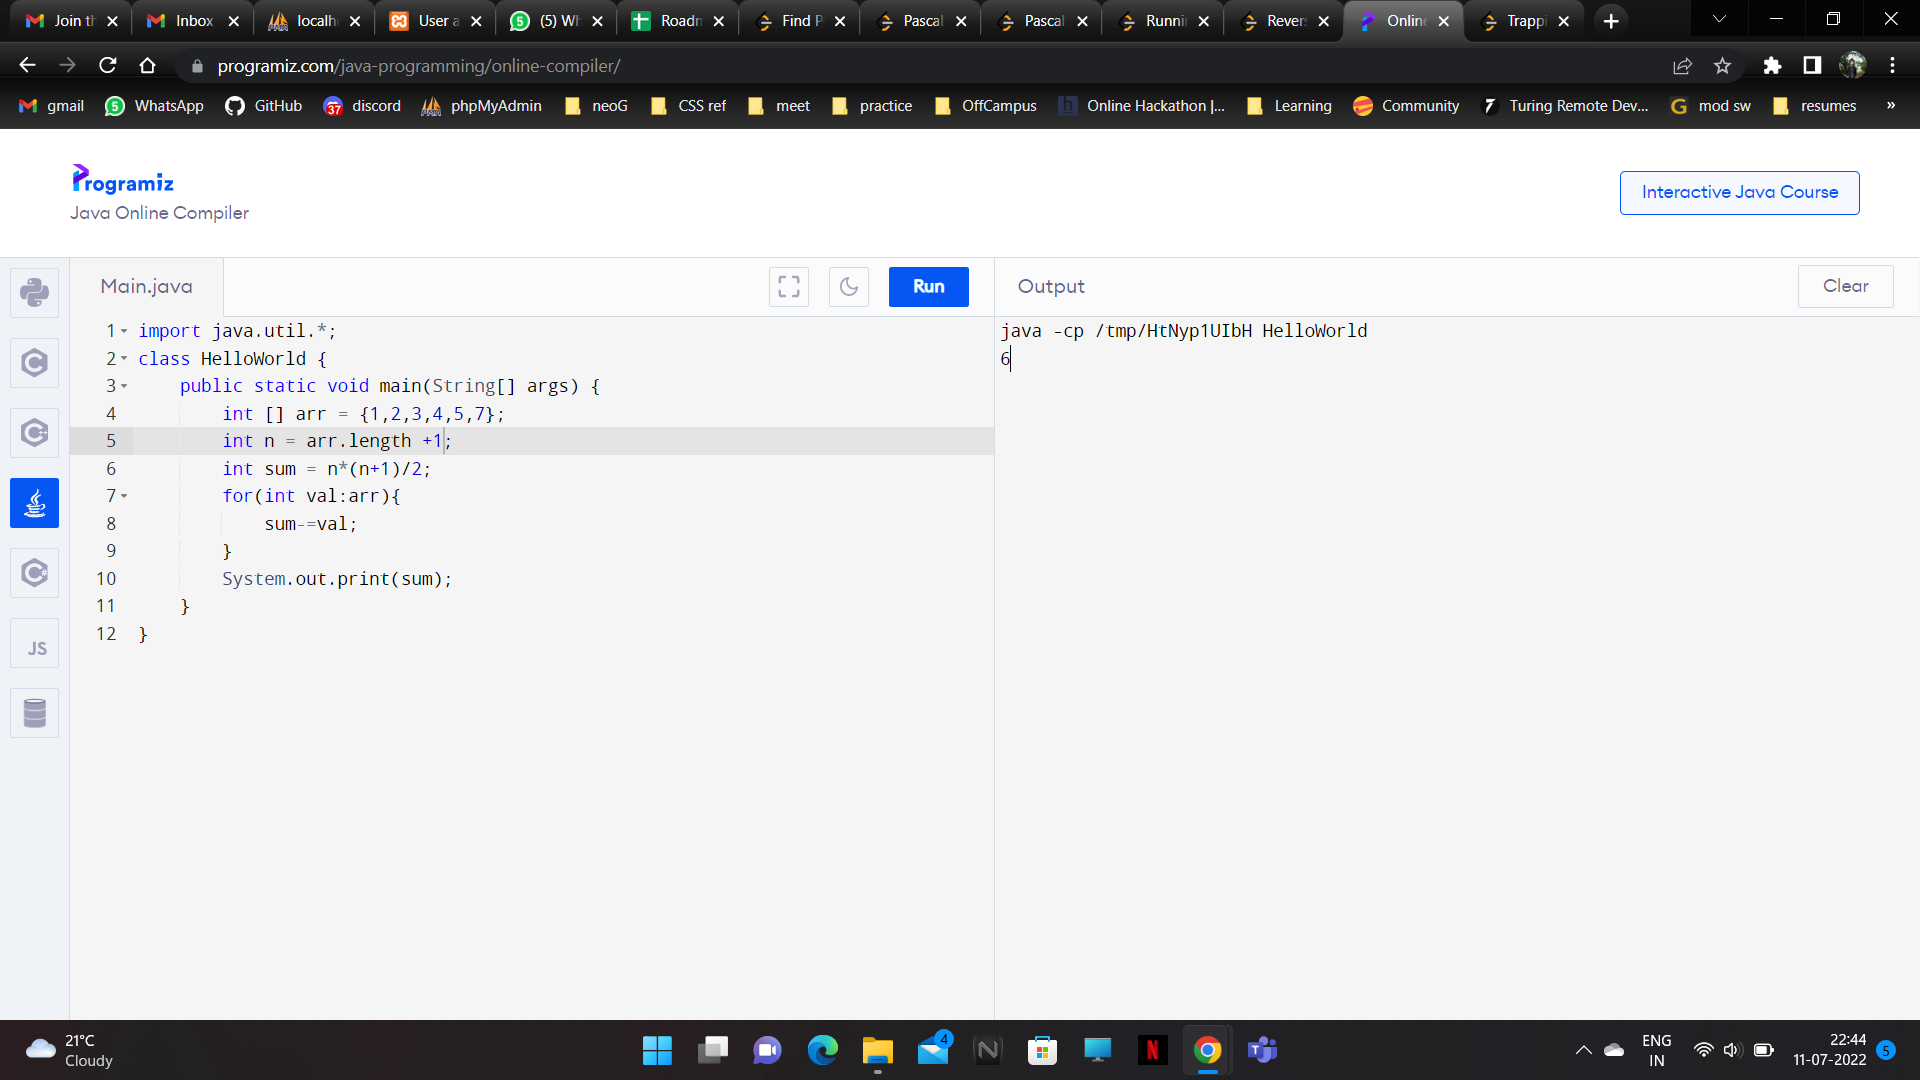 Join th
Inbox
localh
User a
(5) Wh
Roadm
Find P
Pascal
Pascal
Runnin
Revers
Online
Trappi
programiz.com/java-programming/online-compiler/
gmail
5 WhatsApp
GitHub
37 discord
phpMyAdmin
neoG
CSS ref
meet
practice
OffCampus
h Online Hackathon |...
Learning
Community
7 Turing Remote Dev...
G mod sw
resumes
»
Programiz
Java Online Compiler
Interactive Java Course
Main.java
Run
Output
Clear
1 import java.util.*;
2 class HelloWorld {
3 public static void main(String[] args) {
4 int [] arr = {1,2,3,4,5,7};
5 int n = arr.length +1;
6 int sum = n*(n+1)/2;
7 for(int val:arr){
8 sum-=val;
9 }
10 System.out.print(sum);
11 }
12 }
java -cp /tmp/HtNyp1UIbH HelloWorld
6
C
C++
C#
JS
21°C
Cloudy
4
N
N
T
ENG
IN
22:44
11-07-2022
5